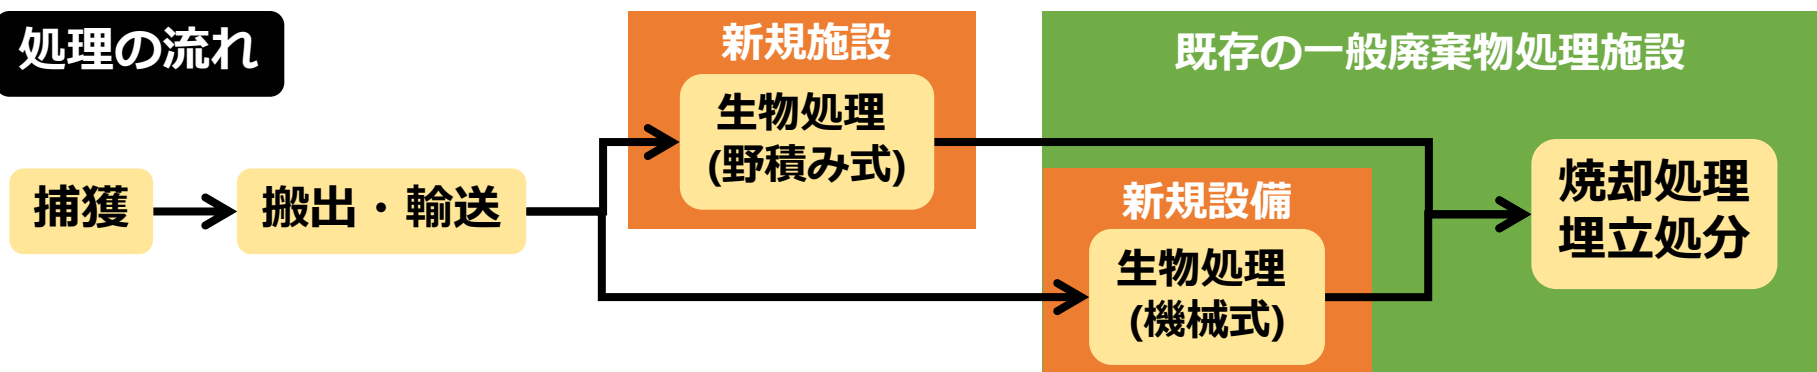 処理の流れ
捕獲
搬出・輸送
新規施設
生物処理
(野積み式)
既存の一般廃棄物処理施設
新規設備
生物処理
(機械式)
焼却処理
埋立処分